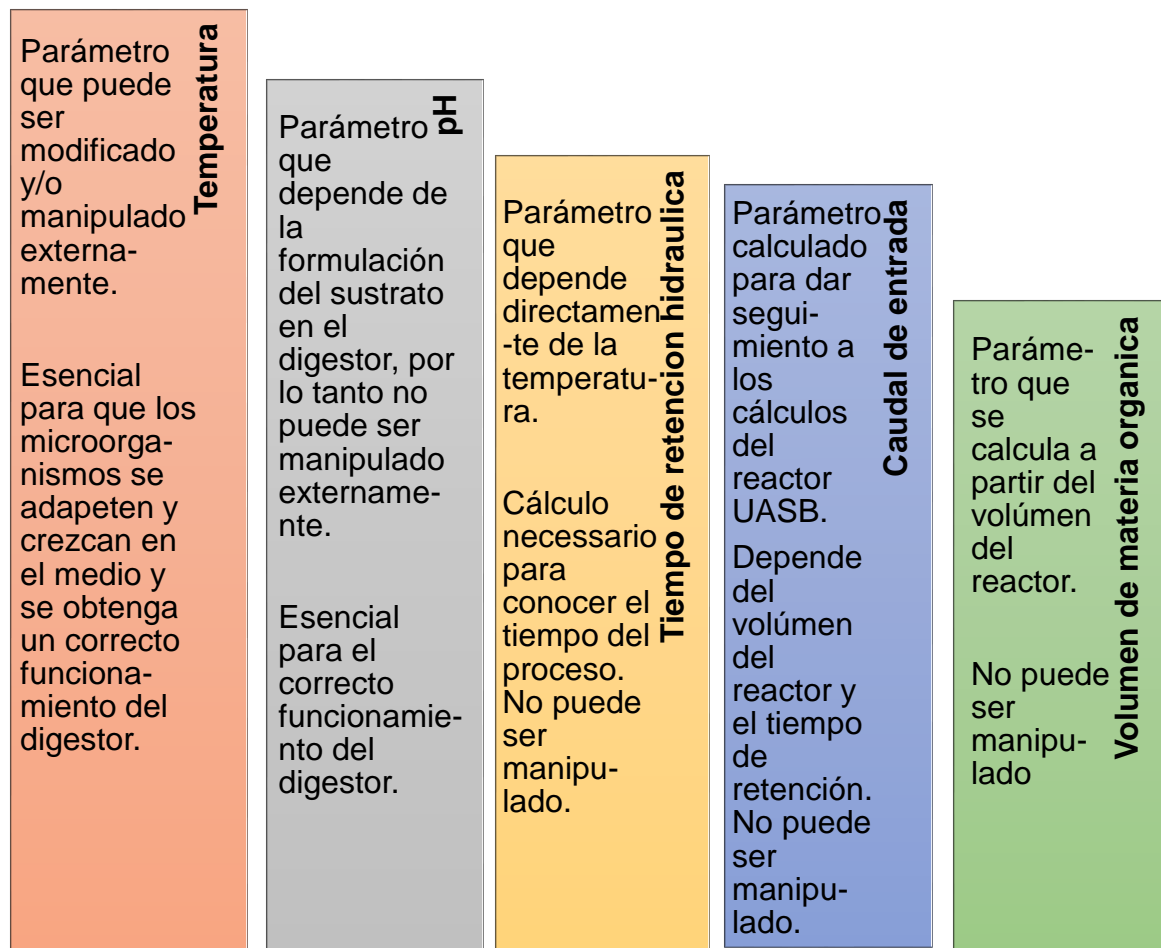 Temperatura
Parámetro
que puede
ser
modificado
y/o
manipulado
externa-
mente.
Esencial
para que los
microorga-
nismos se
adapeten y
crezcan en
el medio y
se obtenga
un correcto
funciona-
miento del
digestor.
pH
Parámetro
que
depende de
la
formulación
del sustrato
en el
digestor, por
lo tanto no
puede ser
manipulado
extername-
nte.
Esencial
para el
correcto
funcionamie-
nto del
digestor.
Tiempo de retencion hidraulica
Parámetro
que
depende
directamen-
-te de la
temperatu-
ra.
Cálculo
necessario
para
conocer el
tiempo del
proceso.
No puede
ser
manipu-
lado.
Caudal de entrada
Parámetro
calculado
para dar
segui-
miento a
los
cálculos
del
reactor
UASB.
Depende
del
volúmen
del
reactor y
el tiempo
de
retención.
No puede
ser
manipu-
lado.
Volumen de materia organica
Paráme-
tro que
se
calcula a
partir del
volúmen
del
reactor.
No puede
ser
manipu-
lado